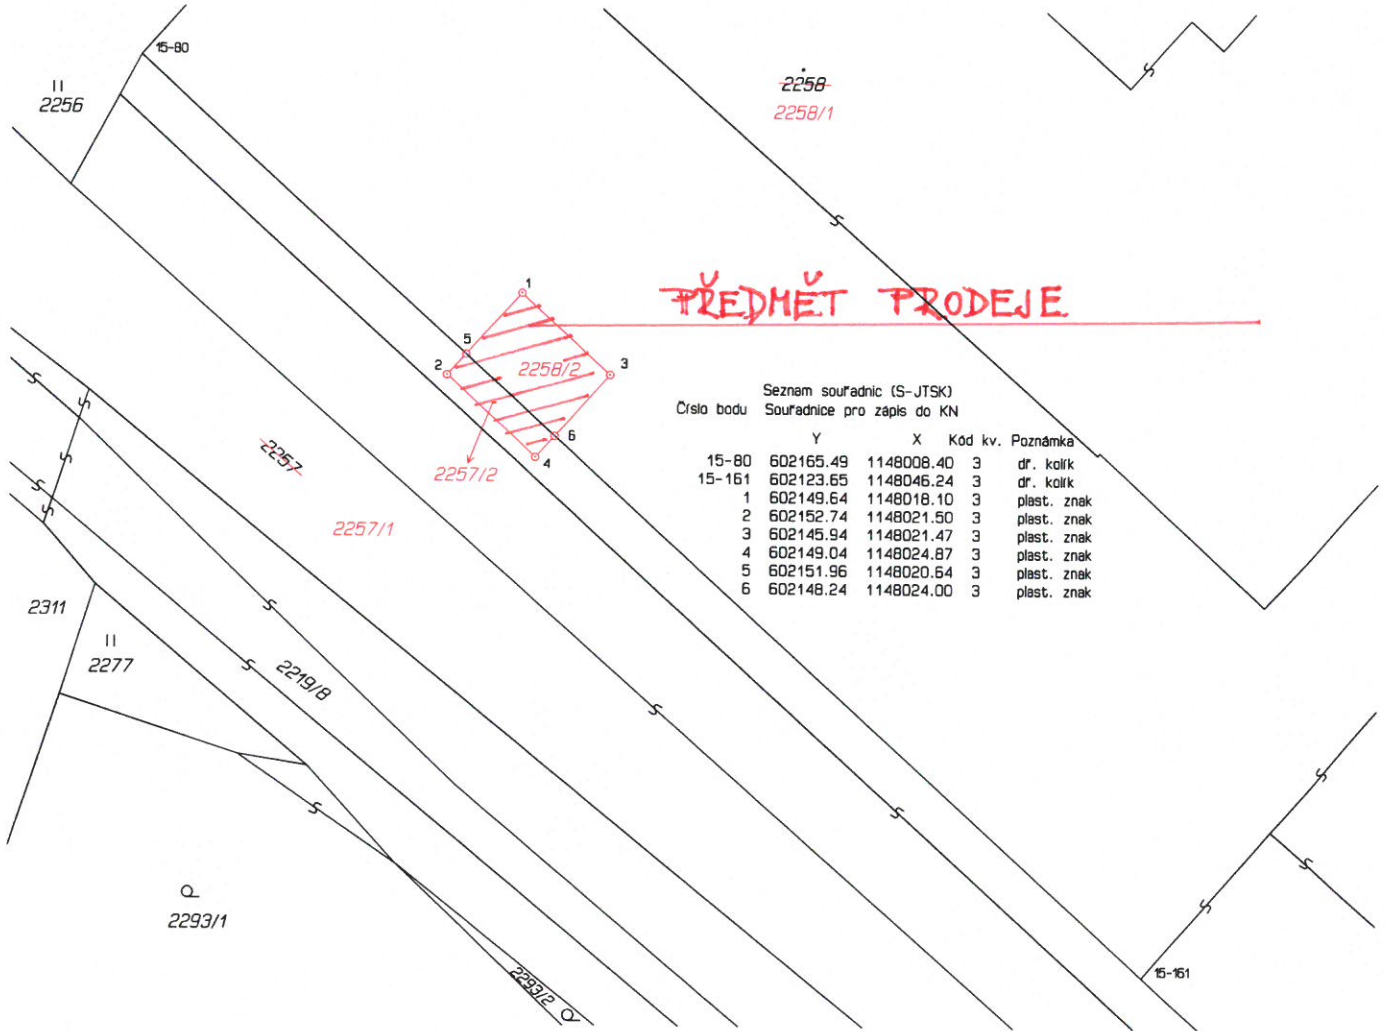 15-80
2256
2258
2258/1
PŘEDMĚT PRODEJE
1
5
2
2258/2
3
6
4
2257/2
2257
2257/1
Seznam souřadnic (S-JTSK)
Číslo bodu Souřadnice pro zápis do KN
Y X Kód kv. Poznámka
15-80 602165.49 1148008.40 3 dř. kolík
15-161 602123.65 1148046.24 3 dř. kolík
1 602149.64 1148018.10 3 plast. znak
2 602152.74 1148021.50 3 plast. znak
3 602145.94 1148021.47 3 plast. znak
4 602149.04 1148024.87 3 plast. znak
5 602151.96 1148020.64 3 plast. znak
6 602148.24 1148024.00 3 plast. znak
2311
2277
2219/8
2293/1
2293/2
15-161